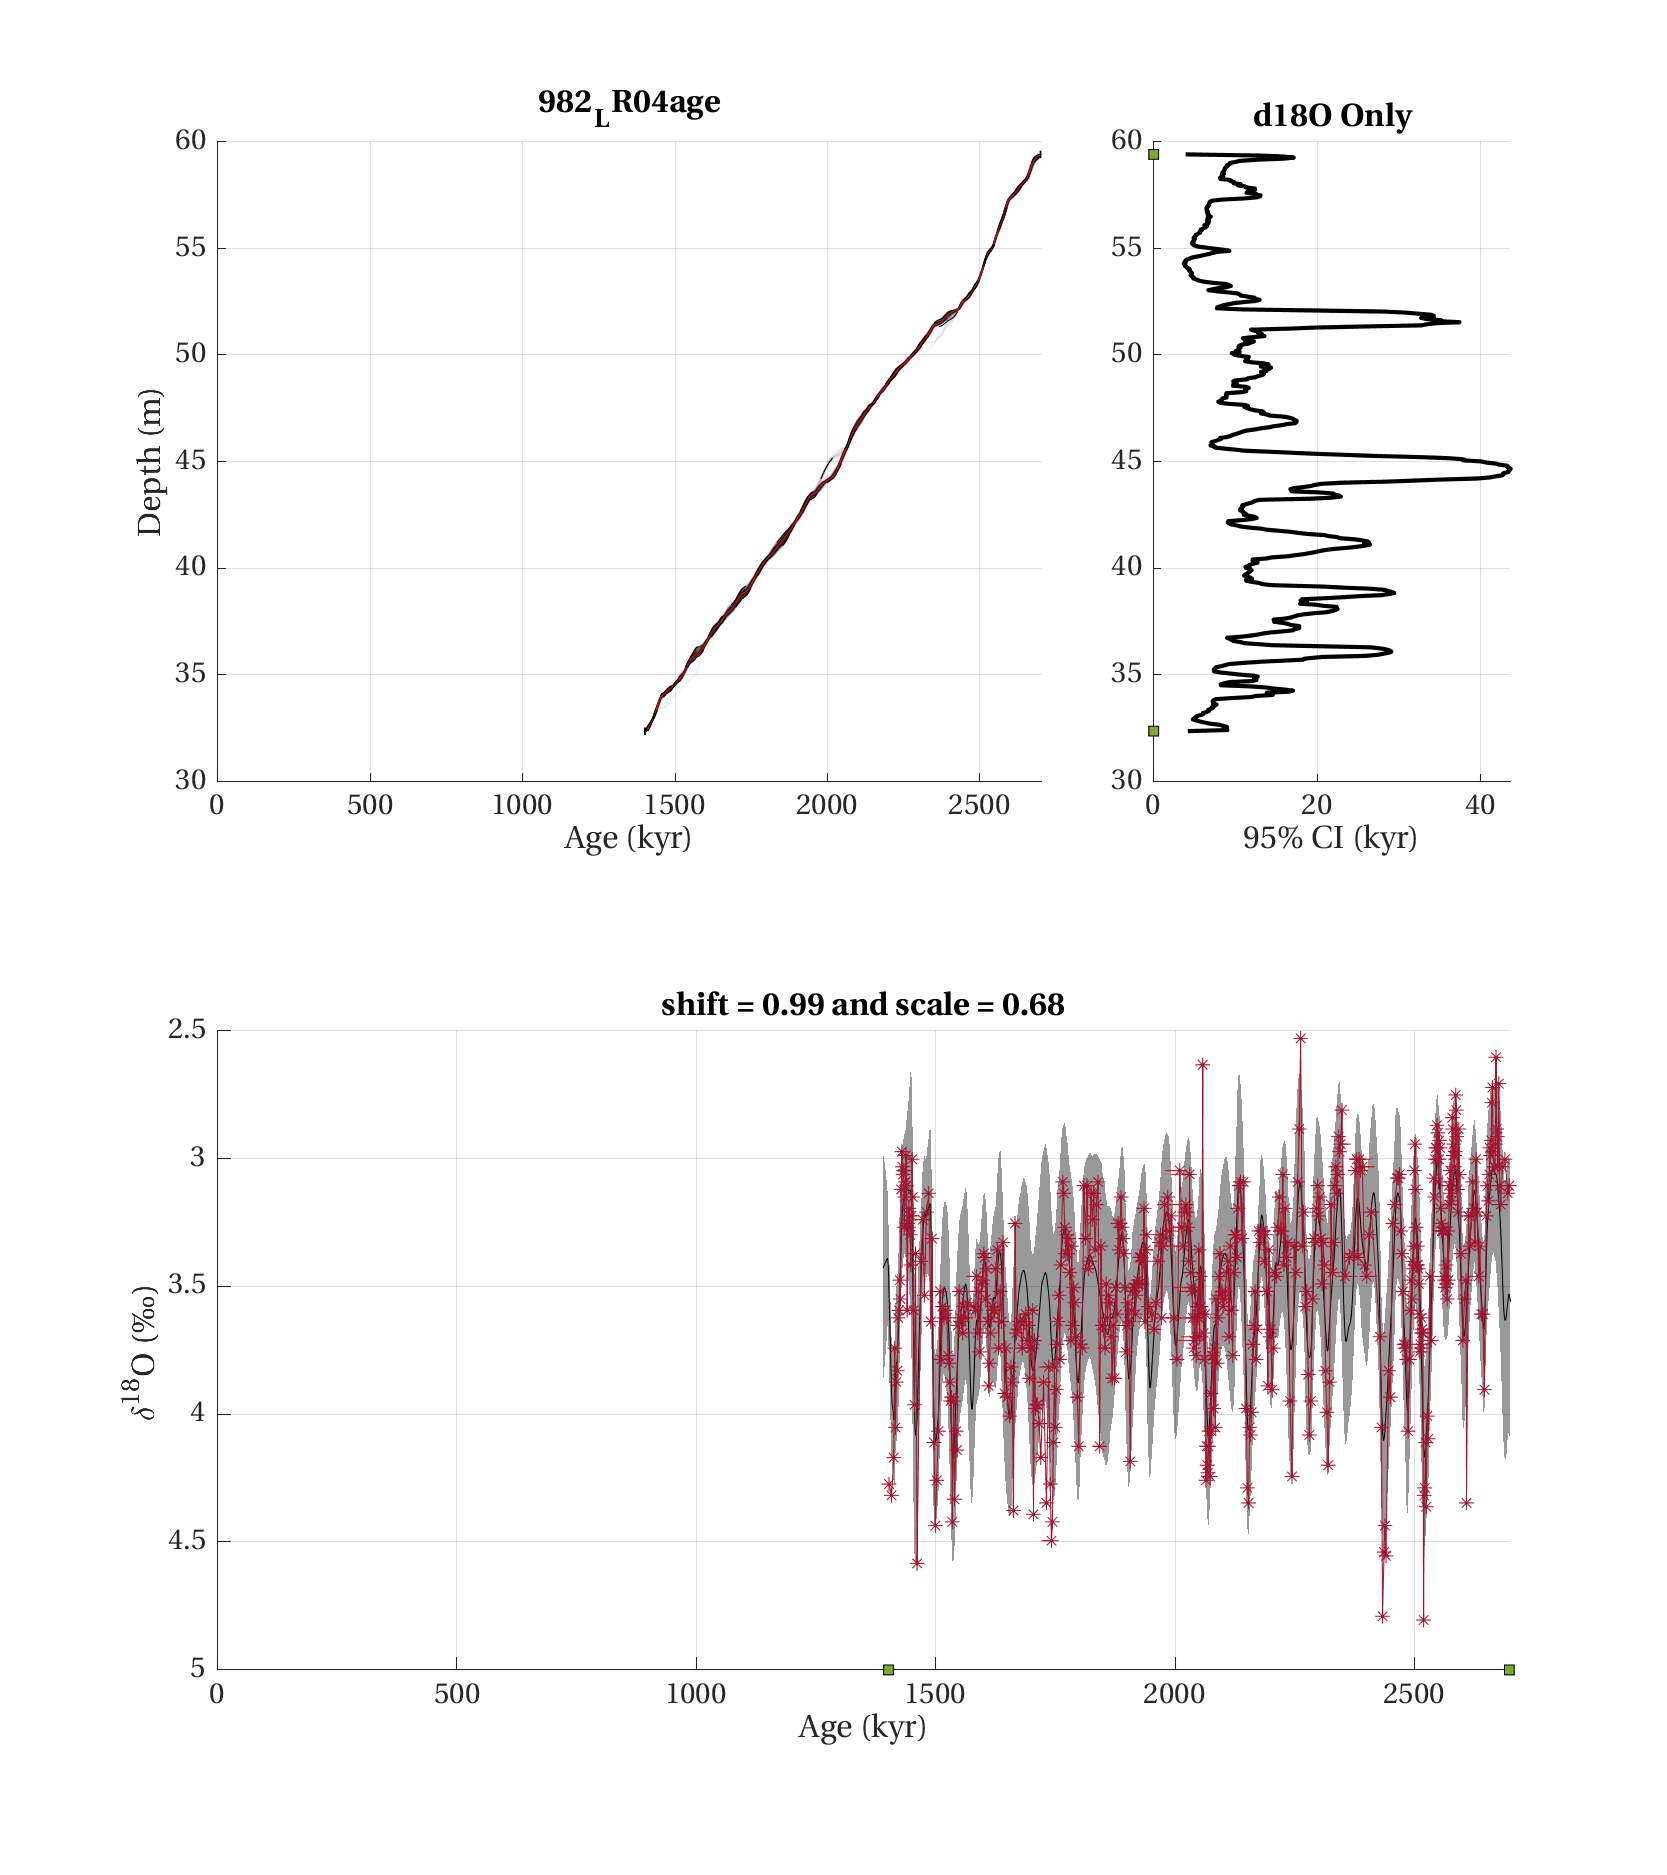 982LR04age
d18O Only
60
55
50
45
40
35
30
Depth (m)
0 500 1000 1500 2000 2500
Age (kyr)
60
55
50
45
40
35
30
0 20 40
95% CI (kyr)
shift = 0.99 and scale = 0.68
2.5
3
3.5
4
4.5
5
δ18O (‰)
0 500 1000 1500 2000 2500
Age (kyr)